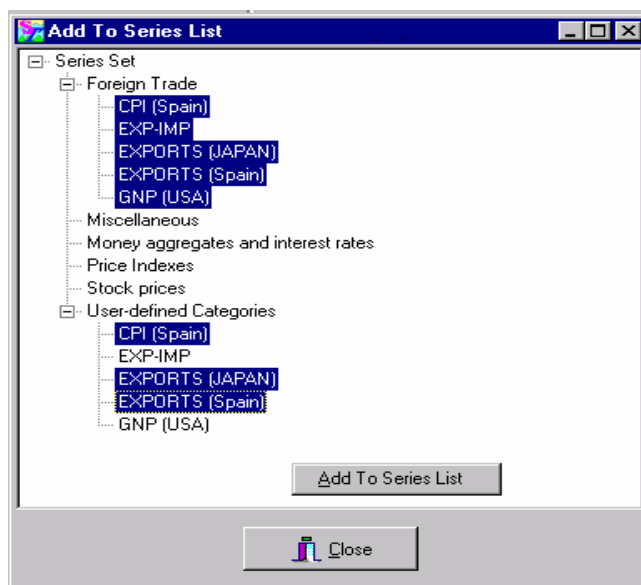 Add To Series List
Series Set
Foreign Trade
CPI (Spain)
EXP-IMP
EXPORTS (JAPAN)
EXPORTS (Spain)
GNP (USA)
Miscellaneous
Money aggregates and interest rates
Price Indexes
Stock prices
User-defined Categories
CPI (Spain)
EXP-IMP
EXPORTS (JAPAN)
EXPORTS (Spain)
GNP (USA)
Add To Series List
Close